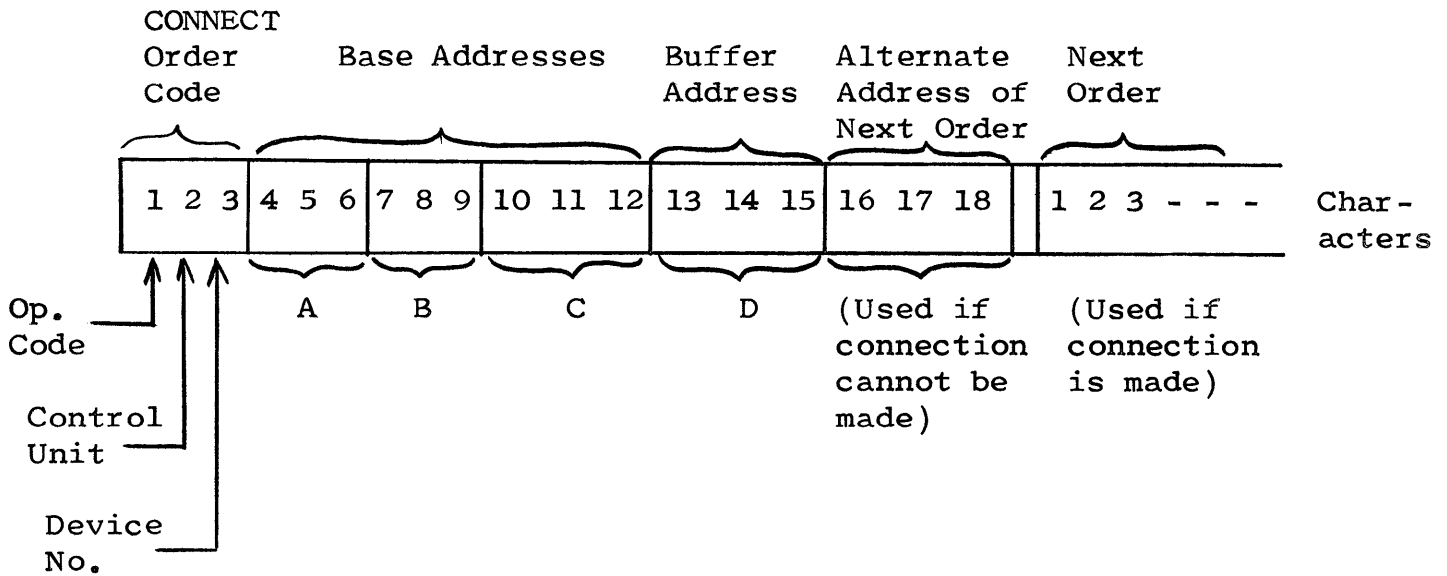 CONNECT
Order Base Addresses Buffer Alternate Next
Code Address Address of Order
Next Order
1 2 3 4 5 6 7 8 9 10 11 12 13 14 15 16 17 18 1 2 3 - - - Char-
acters
A B C D (Used if (Used if
Op. connection connection
Code cannot be is made)
made)
Control
Unit
Device
No.